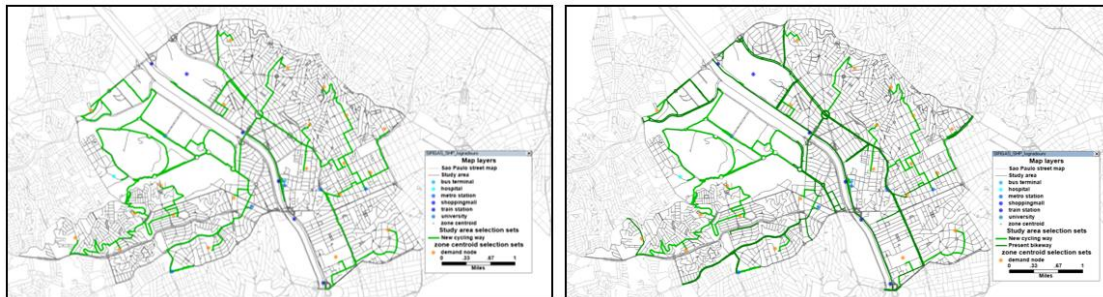 Map layers
Sao Paulo street map
Study area
bus terminal
hospital
metro station
shoppingmall
train station
university
zone centroid
Study area selection sets
New cycling way
zone centroid selection sets
demand node
0 .33 .67 1
Miles
Map layers
Sao Paulo street map
Study area
bus terminal
hospital
metro station
shoppingmall
train station
university
zone centroid
Study area selection sets
New cycling way
Present bikeway
zone centroid selection sets
demand node
0 .33 .67 1
Miles